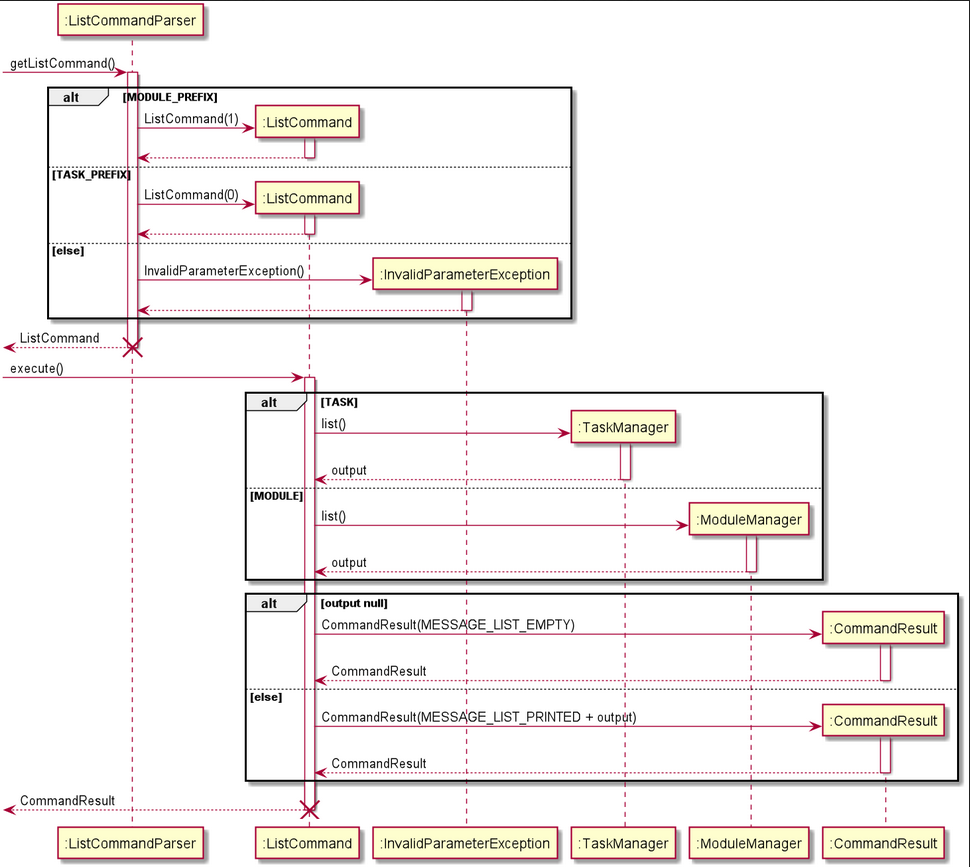 :ListCommandParser
getListCommand()
alt [MODULE_PREFIX]
ListCommand(1)
:ListCommand
[TASK_PREFIX]
ListCommand(0)
:ListCommand
[else]
InvalidParameterException()
:InvalidParameterException
ListCommand
execute()
alt [TASK]
list()
:TaskManager
output
[MODULE]
list()
:ModuleManager
output
alt [output null]
CommandResult(MESSAGE_LIST_EMPTY)
:CommandResult
CommandResult
[else]
CommandResult(MESSAGE_LIST_PRINTED + output)
:CommandResult
CommandResult
CommandResult
:ListCommandParser :ListCommand :InvalidParameterException :TaskManager :ModuleManager :CommandResult